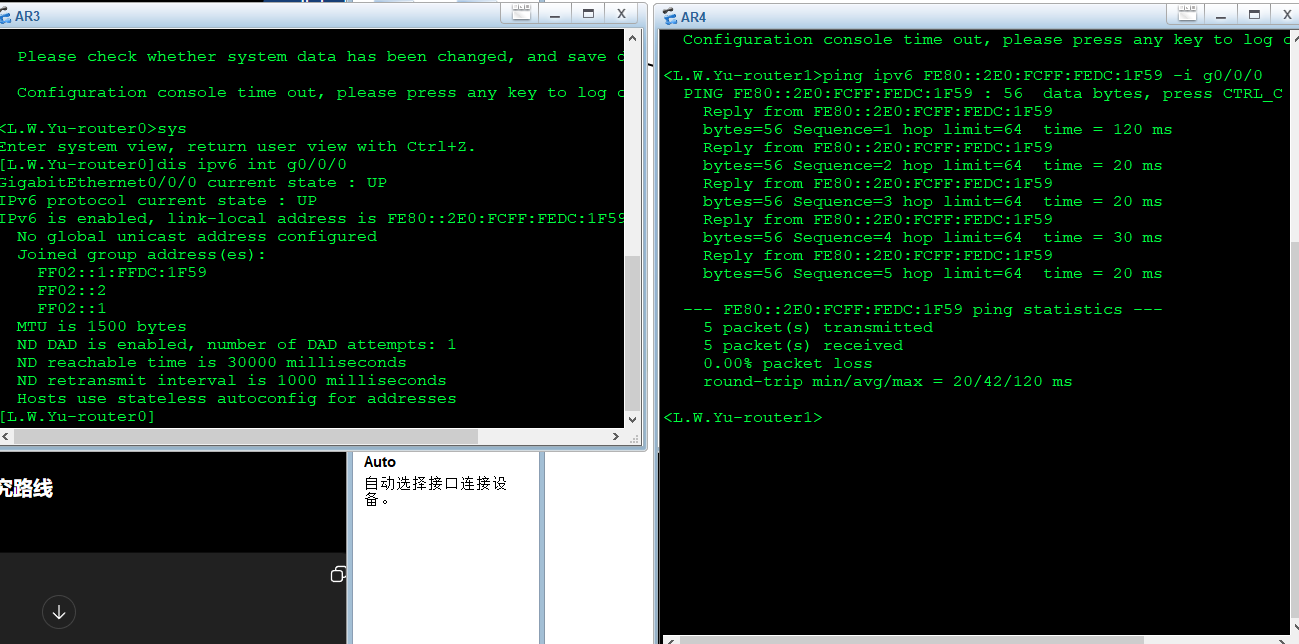 AR3
Please check whether system data has been changed, and save
Configuration console time out, please press any key to log
<L.W.Yu-router0>sys
Enter system view, return user view with Ctrl+Z.
[L.W.Yu-router0]dis ipv6 int g0/0/0
GigabitEthernet0/0/0 current state : UP
IPv6 protocol current state : UP
IPv6 is enabled, link-local address is FE80::2E0:FCFF:FEDC:1F59
No global unicast address configured
Joined group address(es):
FF02::1:FFDC:1F59
FF02::2
FF02::1
MTU is 1500 bytes
ND DAD is enabled, number of DAD attempts: 1
ND reachable time is 30000 milliseconds
ND retransmit interval is 1000 milliseconds
Hosts use stateless autoconfig for addresses
[L.W.Yu-router0]
究路线
Auto
自动选择接口连接设
备。
AR4
Configuration console time out, please press any key to log
<L.W.Yu-router1>ping ipv6 FE80::2E0:FCFF:FEDC:1F59 -i g0/0/0
PING FE80::2E0:FCFF:FEDC:1F59 : 56  data bytes, press CTRL_C
Reply from FE80::2E0:FCFF:FEDC:1F59
bytes=56 Sequence=1 hop limit=64  time = 120 ms
Reply from FE80::2E0:FCFF:FEDC:1F59
bytes=56 Sequence=2 hop limit=64  time = 20 ms
Reply from FE80::2E0:FCFF:FEDC:1F59
bytes=56 Sequence=3 hop limit=64  time = 20 ms
Reply from FE80::2E0:FCFF:FEDC:1F59
bytes=56 Sequence=4 hop limit=64  time = 30 ms
Reply from FE80::2E0:FCFF:FEDC:1F59
bytes=56 Sequence=5 hop limit=64  time = 20 ms
--- FE80::2E0:FCFF:FEDC:1F59 ping statistics ---
5 packet(s) transmitted
5 packet(s) received
0.00% packet loss
round-trip min/avg/max = 20/42/120 ms
<L.W.Yu-router1>